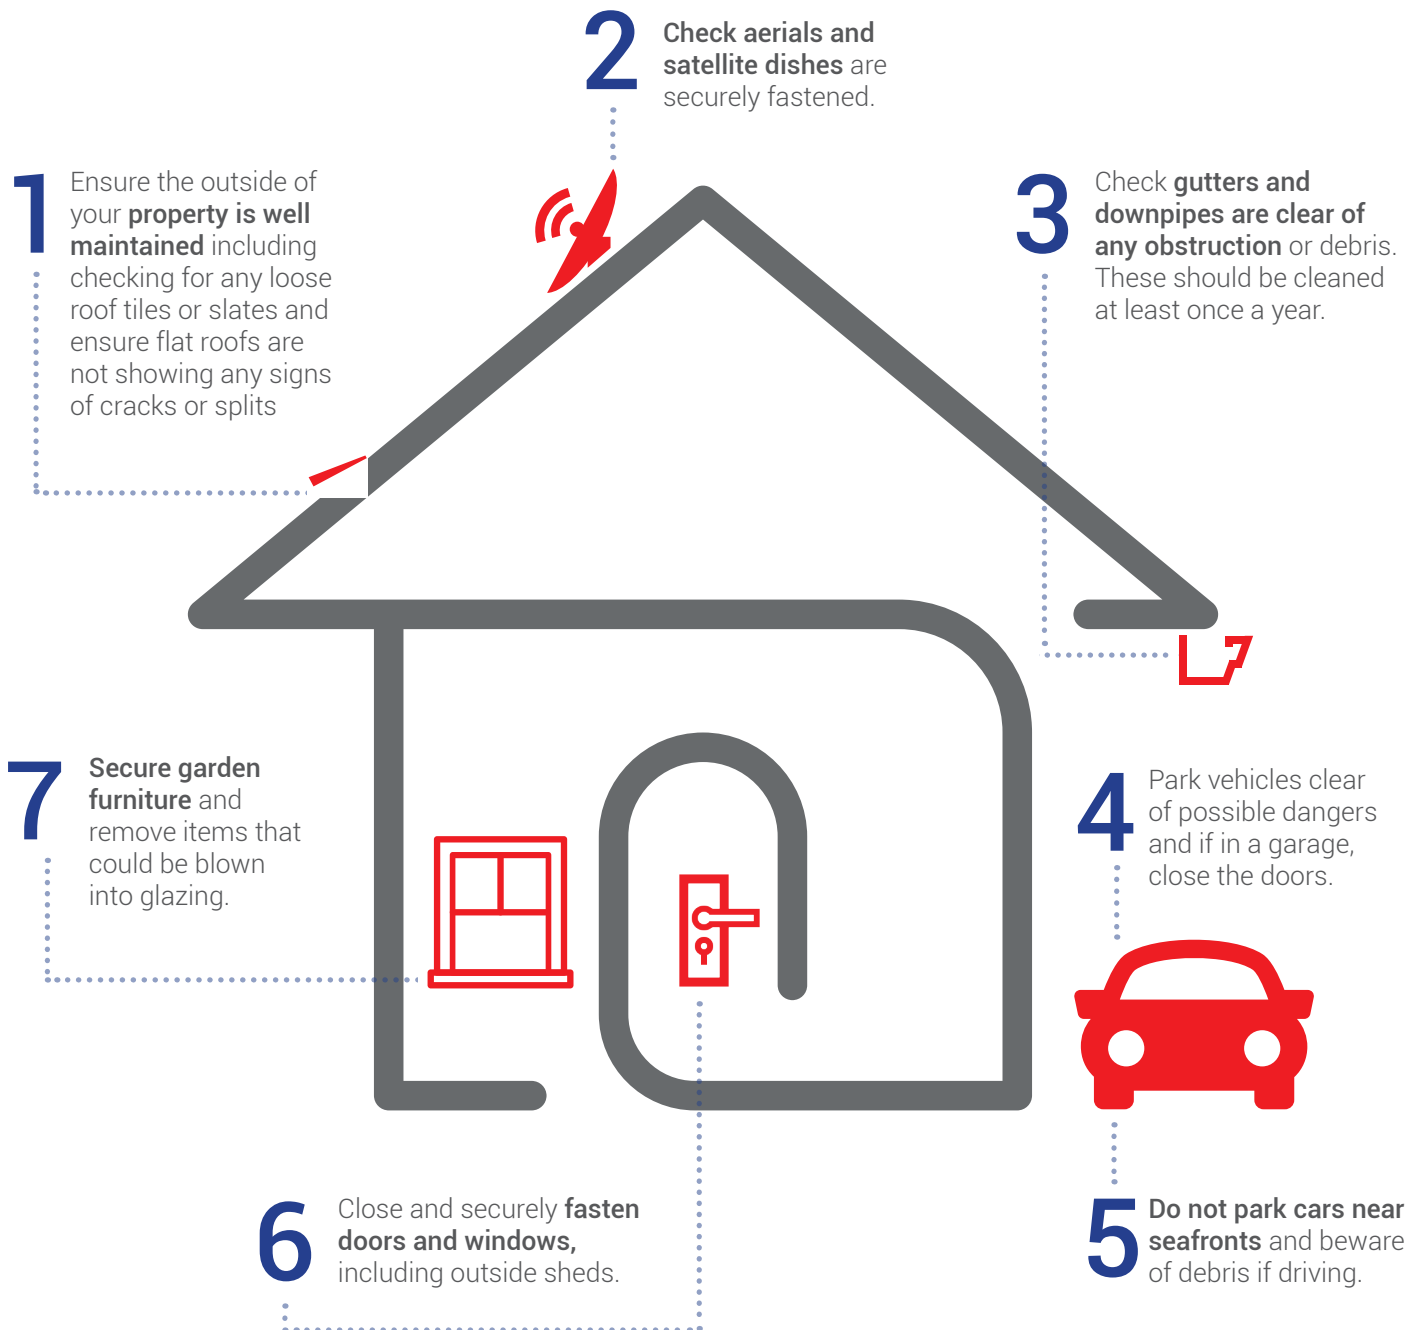 1
Ensure the outside of
your property is well
maintained including
checking for any loose
roof tiles or slates and
ensure flat roofs are
not showing any signs
of cracks or splits
2
Check aerials and
satellite dishes are
securely fastened.
3
Check gutters and
downpipes are clear of
any obstruction or debris.
These should be cleaned
at least once a year.
4
Park vehicles clear
of possible dangers
and if in a garage,
close the doors.
5
Do not park cars near
seafronts and beware
of debris if driving.
6
Close and securely fasten
doors and windows,
including outside sheds.
7
Secure garden
furniture and
remove items that
could be blown
into glazing.